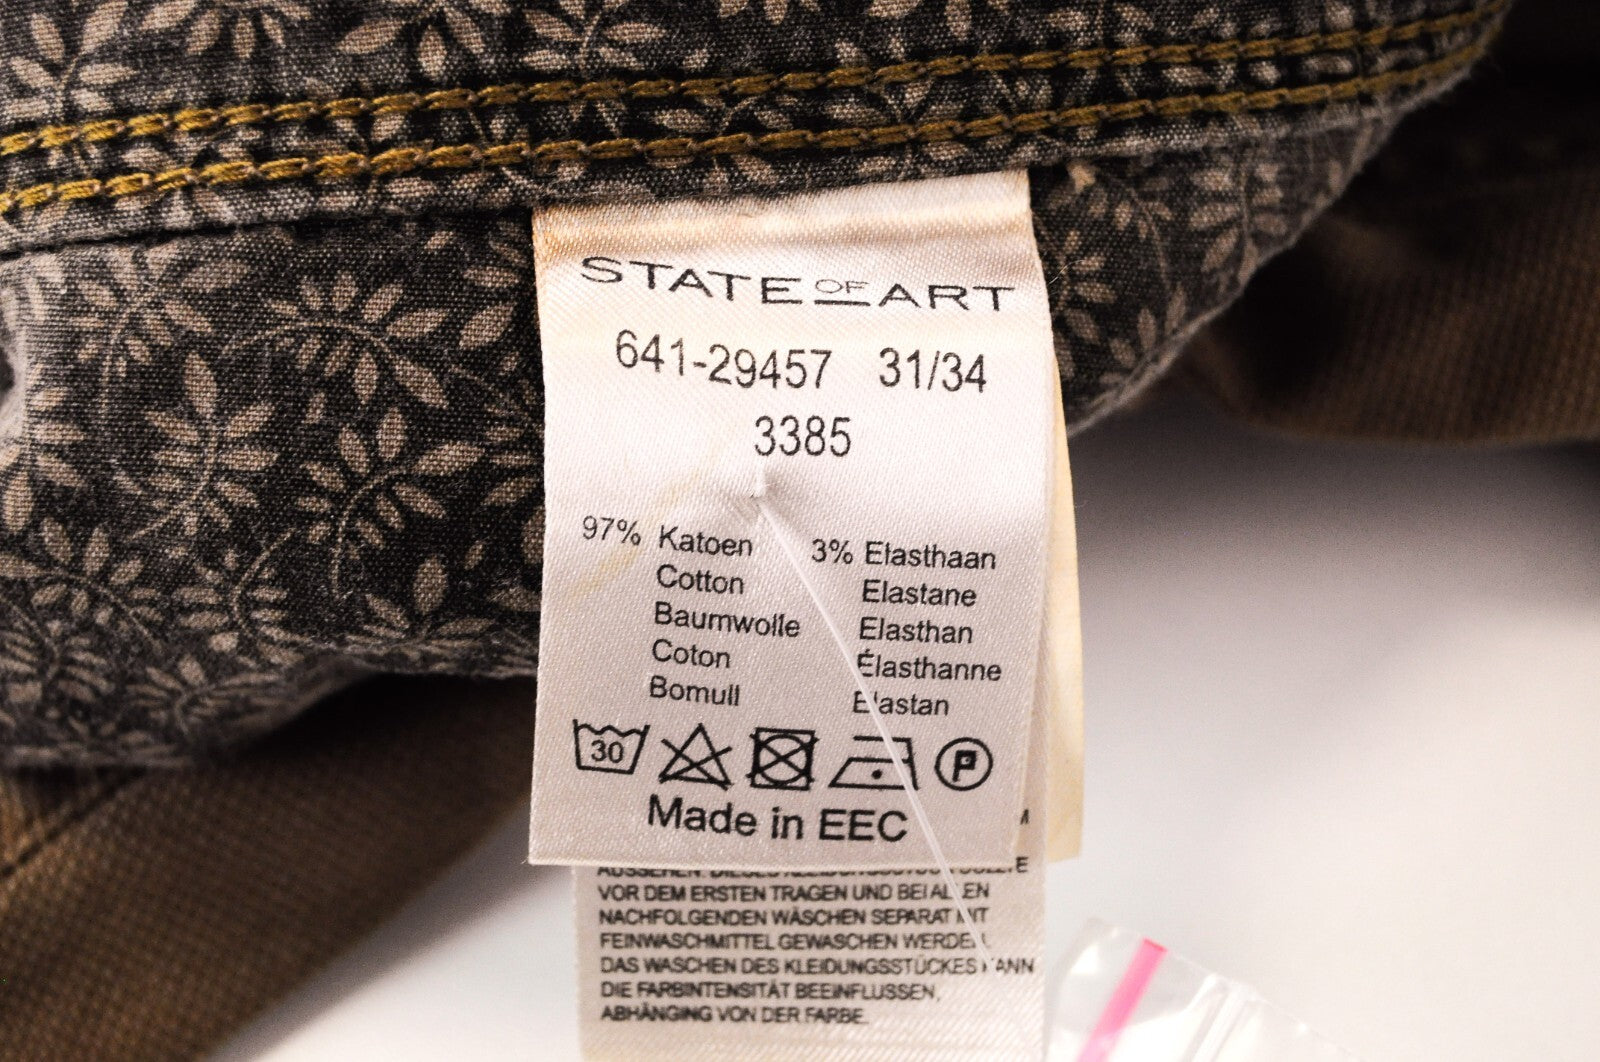 STATE OF ART
641-29457 31/34
3385
97% Katoen 3% Elasthaan
Cotton Elastane
Baumwolle Elasthan
Coton Élasthanne
Bomull Elastan
30 P
Made in EEC
VOR DEM ERSTEN TRAGEN UND BEI ALLEN
NACHFOLGENDEN WÄSCHEN SEPARAT MIT
FEINWASCHMITTEL GEWASCHEN WERDEN.
DAS WASCHEN DES KLEIDUNGSSTÜCKES KANN
DIE FARBINTENSITÄT BEEINFLUSSEN,
ABHÄNGING VON DER FARBE.